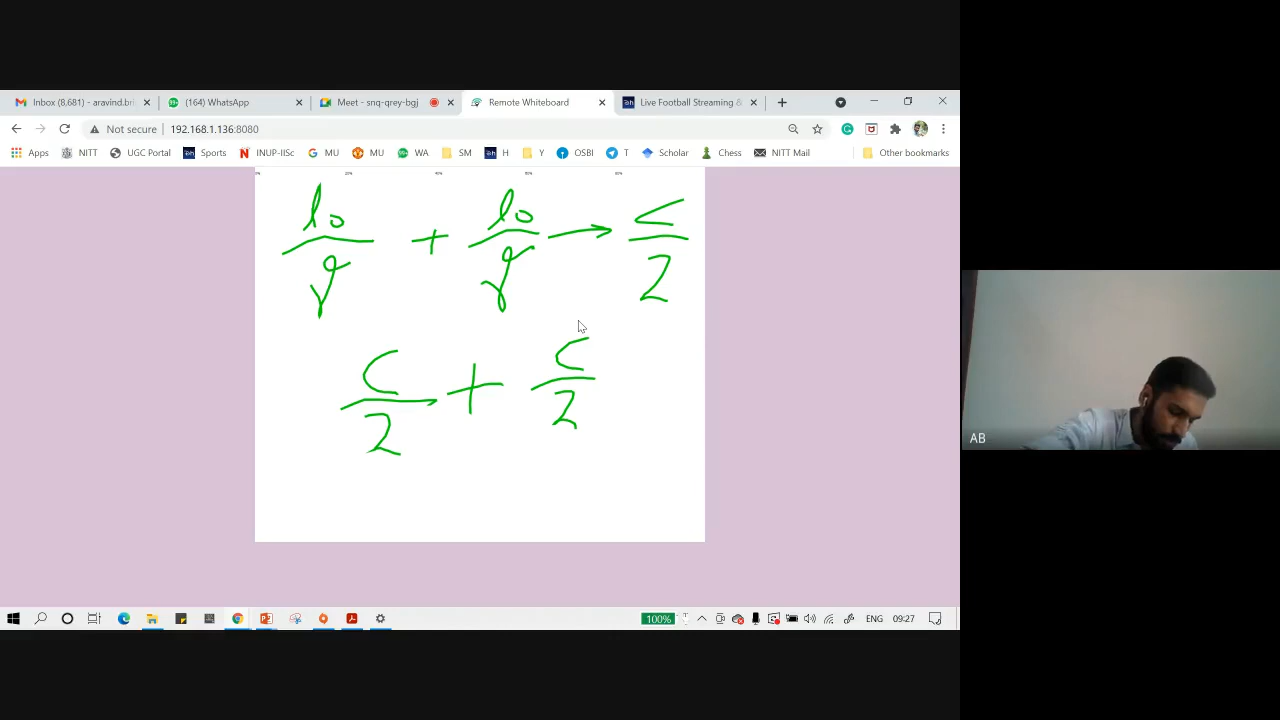 Inbox (8,681) - aravind.bri (164) WhatsApp Meet - snq-qrey-bgj Remote Whiteboard Live Football Streaming &
Not secure 192.168.1.136:8080
Apps NITT UGC Portal Sports INUP-IISc MU MU WA SM H Y OSBI T Scholar Chess NITT Mail Other bookmarks
l₀/γ + l₀/γ → c/2
c/2 + c/2
AB
100% ENG 09:27